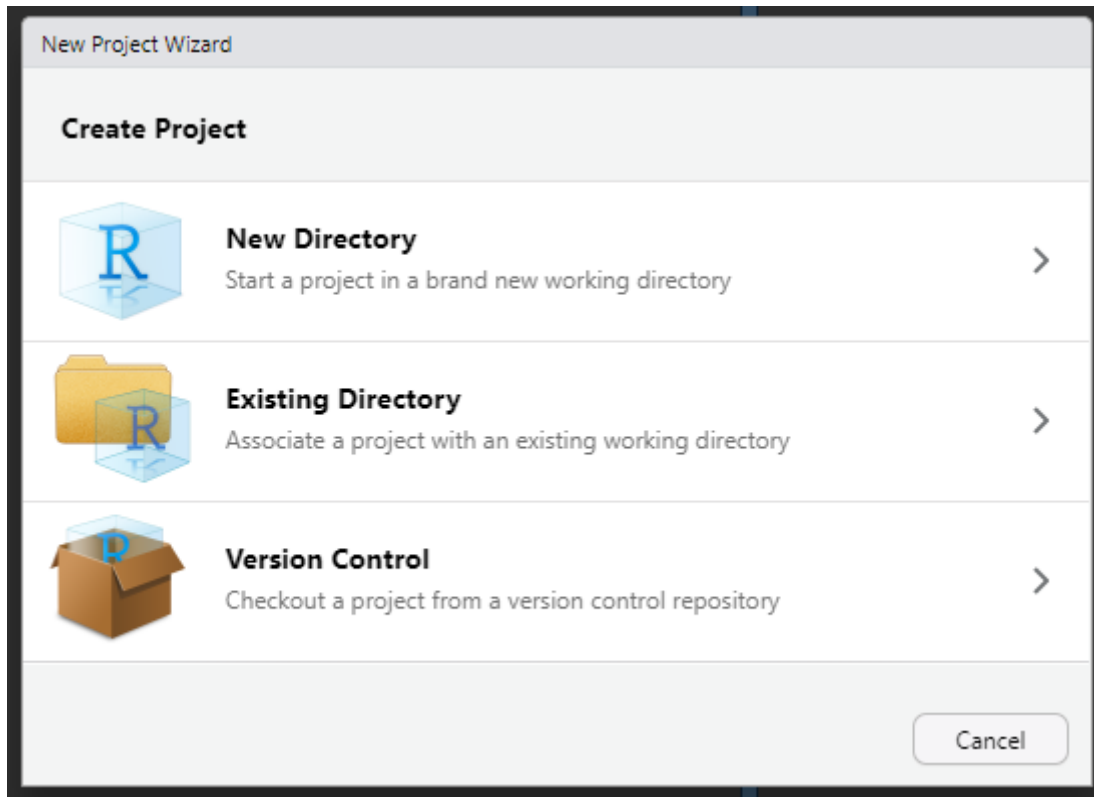 New Project Wizard
Create Project
R
New Directory
Start a project in a brand new working directory
R
Existing Directory
Associate a project with an existing working directory
R
Version Control
Checkout a project from a version control repository
Cancel